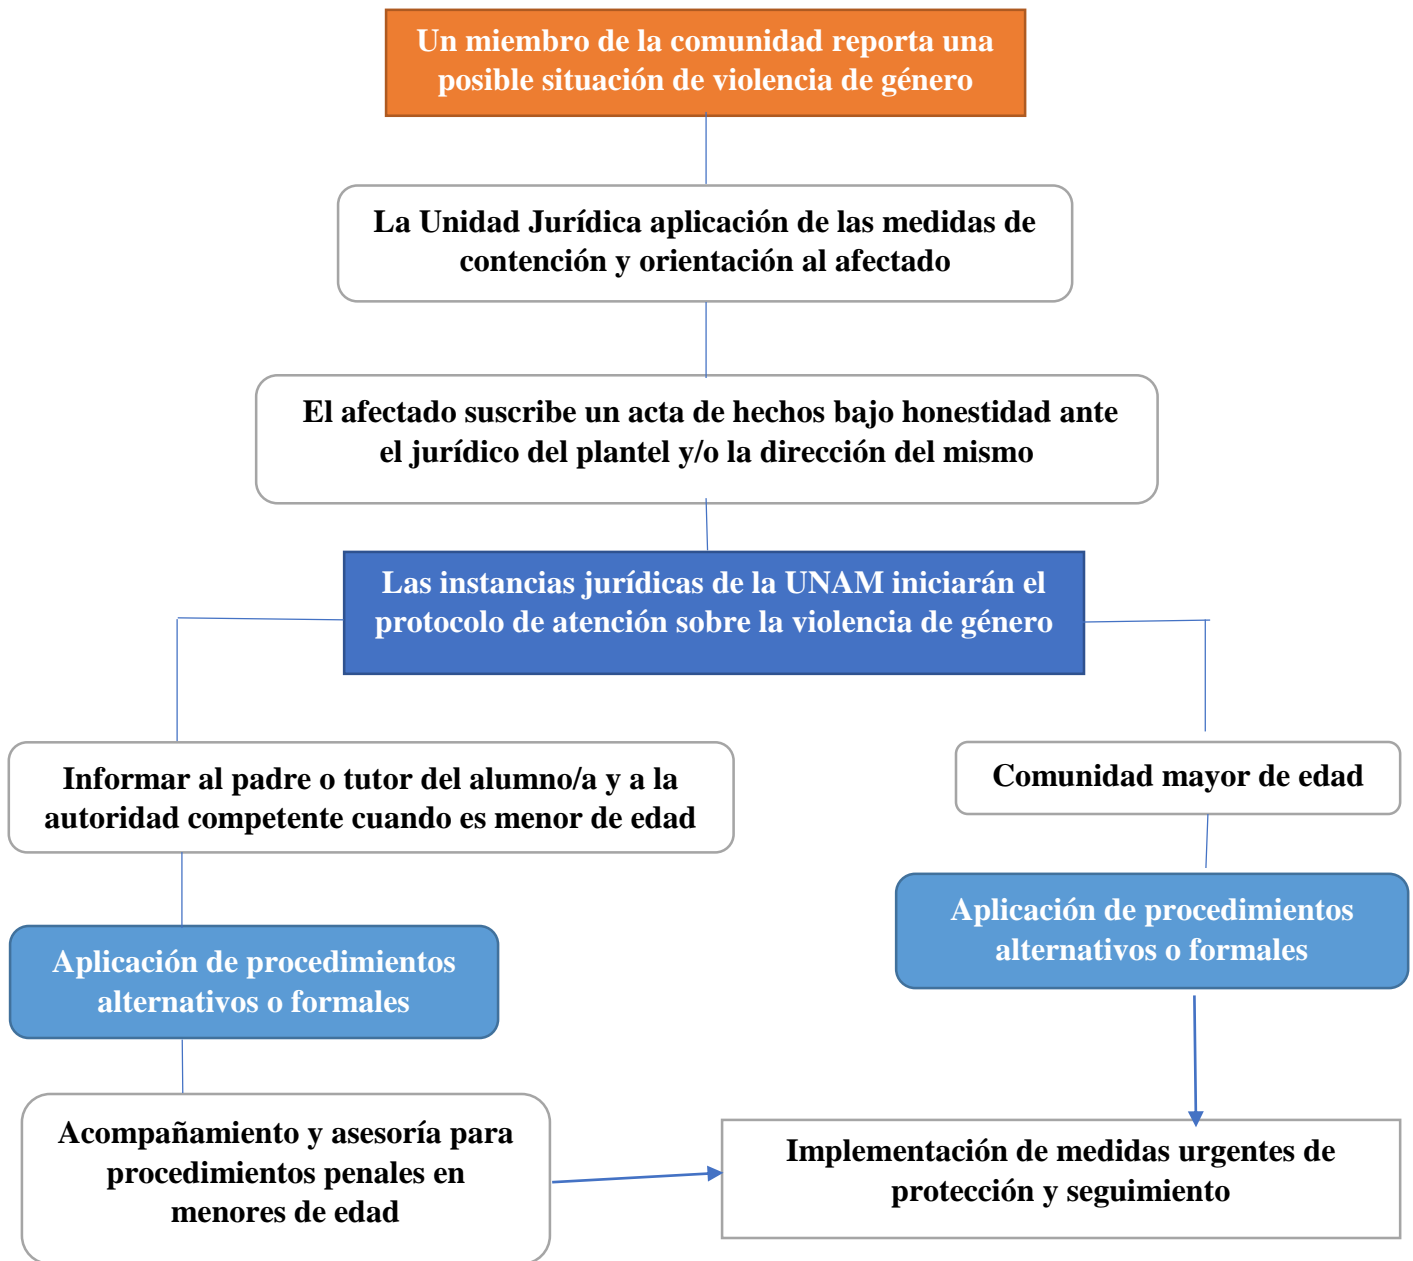 Un miembro de la comunidad reporta una
posible situación de violencia de género
La Unidad Jurídica aplicación de las medidas de
contención y orientación al afectado
El afectado suscribe un acta de hechos bajo honestidad ante
el jurídico del plantel y/o la dirección del mismo
Las instancias jurídicas de la UNAM iniciarán el
protocolo de atención sobre la violencia de género
Informar al padre o tutor del alumno/a y a la
autoridad competente cuando es menor de edad
Comunidad mayor de edad
Aplicación de procedimientos
alternativos o formales
Aplicación de procedimientos
alternativos o formales
Acompañamiento y asesoría para
procedimientos penales en
menores de edad
Implementación de medidas urgentes de
protección y seguimiento